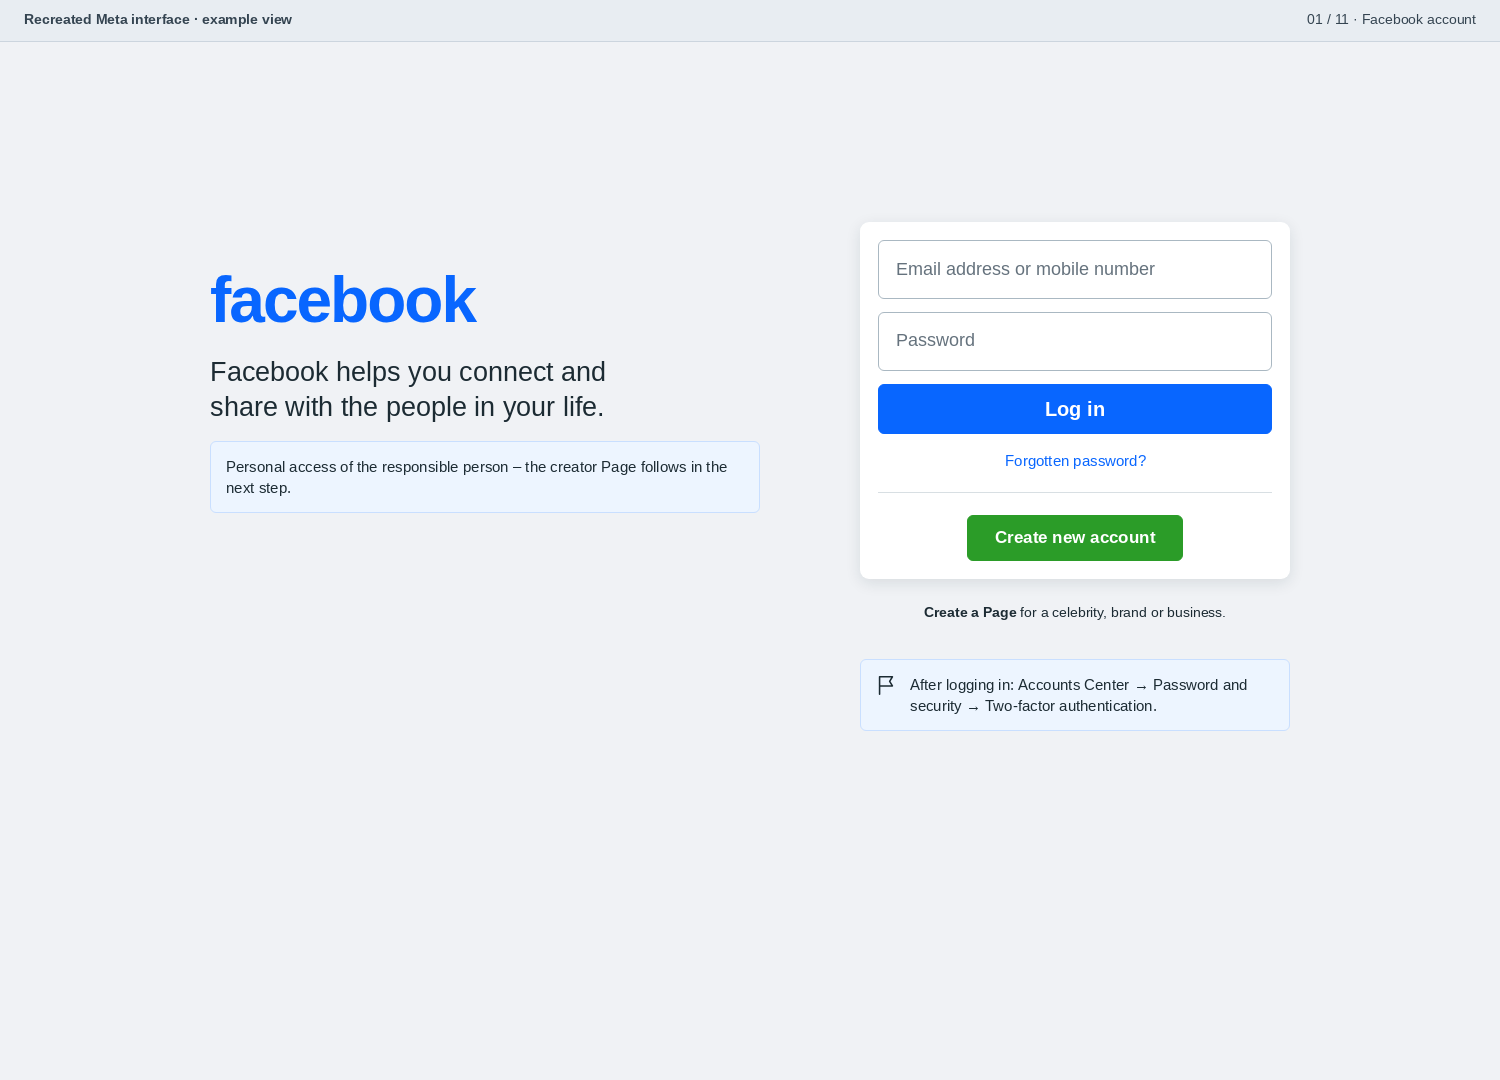 Recreated Meta interface · example view
01 / 11 · Facebook account
facebook
Facebook helps you connect and
share with the people in your life.
Personal access of the responsible person – the creator Page follows in the
next step.
Email address or mobile number
Password
Log in
Forgotten password?
Create new account
Create a Page for a celebrity, brand or business.
After logging in: Accounts Center → Password and
security → Two-factor authentication.